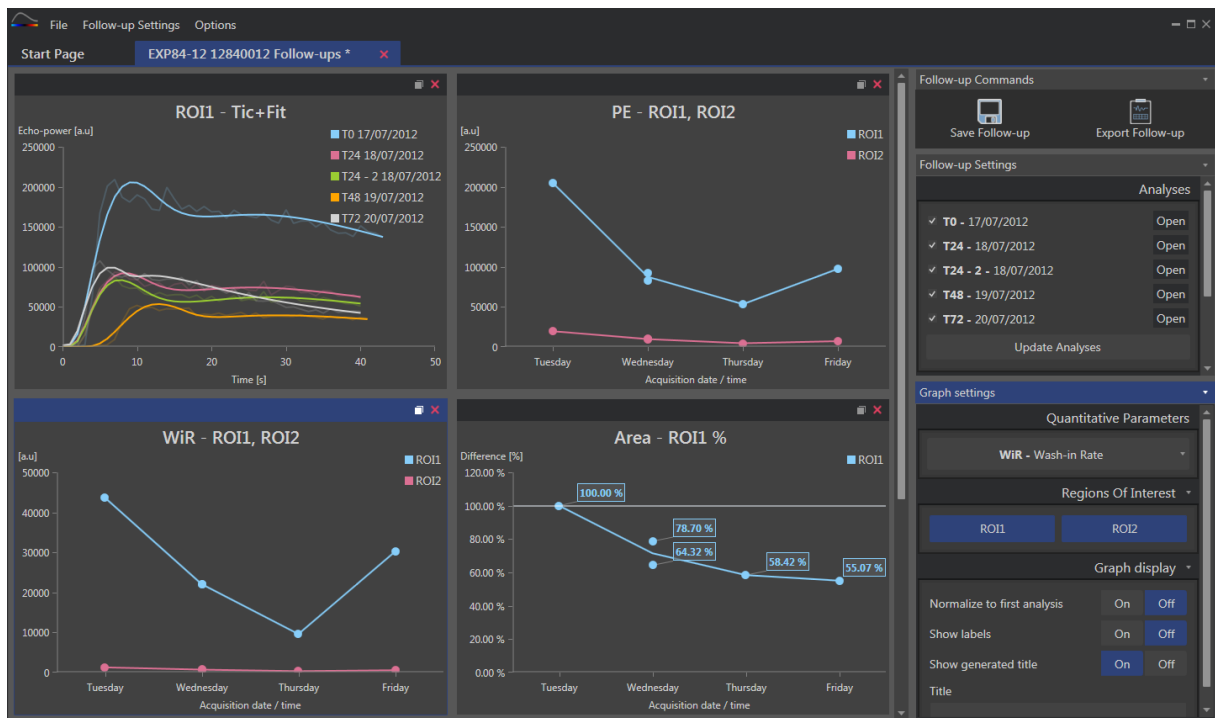 File Follow-up Settings Options
Start Page EXP84-12 12840012 Follow-ups *
ROI1 - Tic+Fit
Echo-power [a.u]
T0 17/07/2012
T24 18/07/2012
T24 - 2 18/07/2012
T48 19/07/2012
T72 20/07/2012
250000
200000
150000
100000
50000
0
0 10 20 30 40 50
Time [s]
PE - ROI1, ROI2
[a.u]
ROI1
ROI2
250000
200000
150000
100000
50000
0
Tuesday Wednesday Thursday Friday
Acquisition date / time
WiR - ROI1, ROI2
[a.u]
ROI1
ROI2
50000
40000
30000
20000
10000
0
Tuesday Wednesday Thursday Friday
Acquisition date / time
Area - ROI1 %
Difference [%]
ROI1
120.00 %
100.00 %
80.00 %
60.00 %
40.00 %
20.00 %
0.00 %
100.00 %
78.70 %
64.32 %
58.42 %
55.07 %
Tuesday Wednesday Thursday Friday
Acquisition date / time
Follow-up Commands
Save Follow-up Export Follow-up
Follow-up Settings
Analyses
T0 - 17/07/2012 Open
T24 - 18/07/2012 Open
T24 - 2 - 18/07/2012 Open
T48 - 19/07/2012 Open
T72 - 20/07/2012 Open
Update Analyses
Graph settings
Quantitative Parameters
WiR - Wash-in Rate
Regions Of Interest
ROI1 ROI2
Graph display
Normalize to first analysis On Off
Show labels On Off
Show generated title On Off
Title